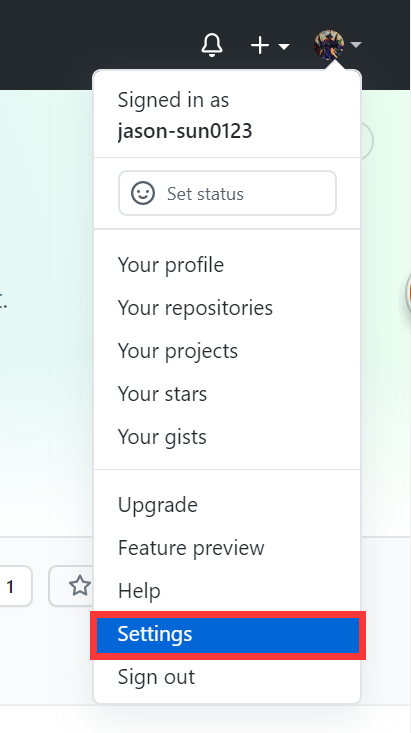 Signed in as
jason-sun0123
Set status
Your profile
Your repositories
Your projects
Your stars
Your gists
Upgrade
Feature preview
1
Help
Settings
Sign out